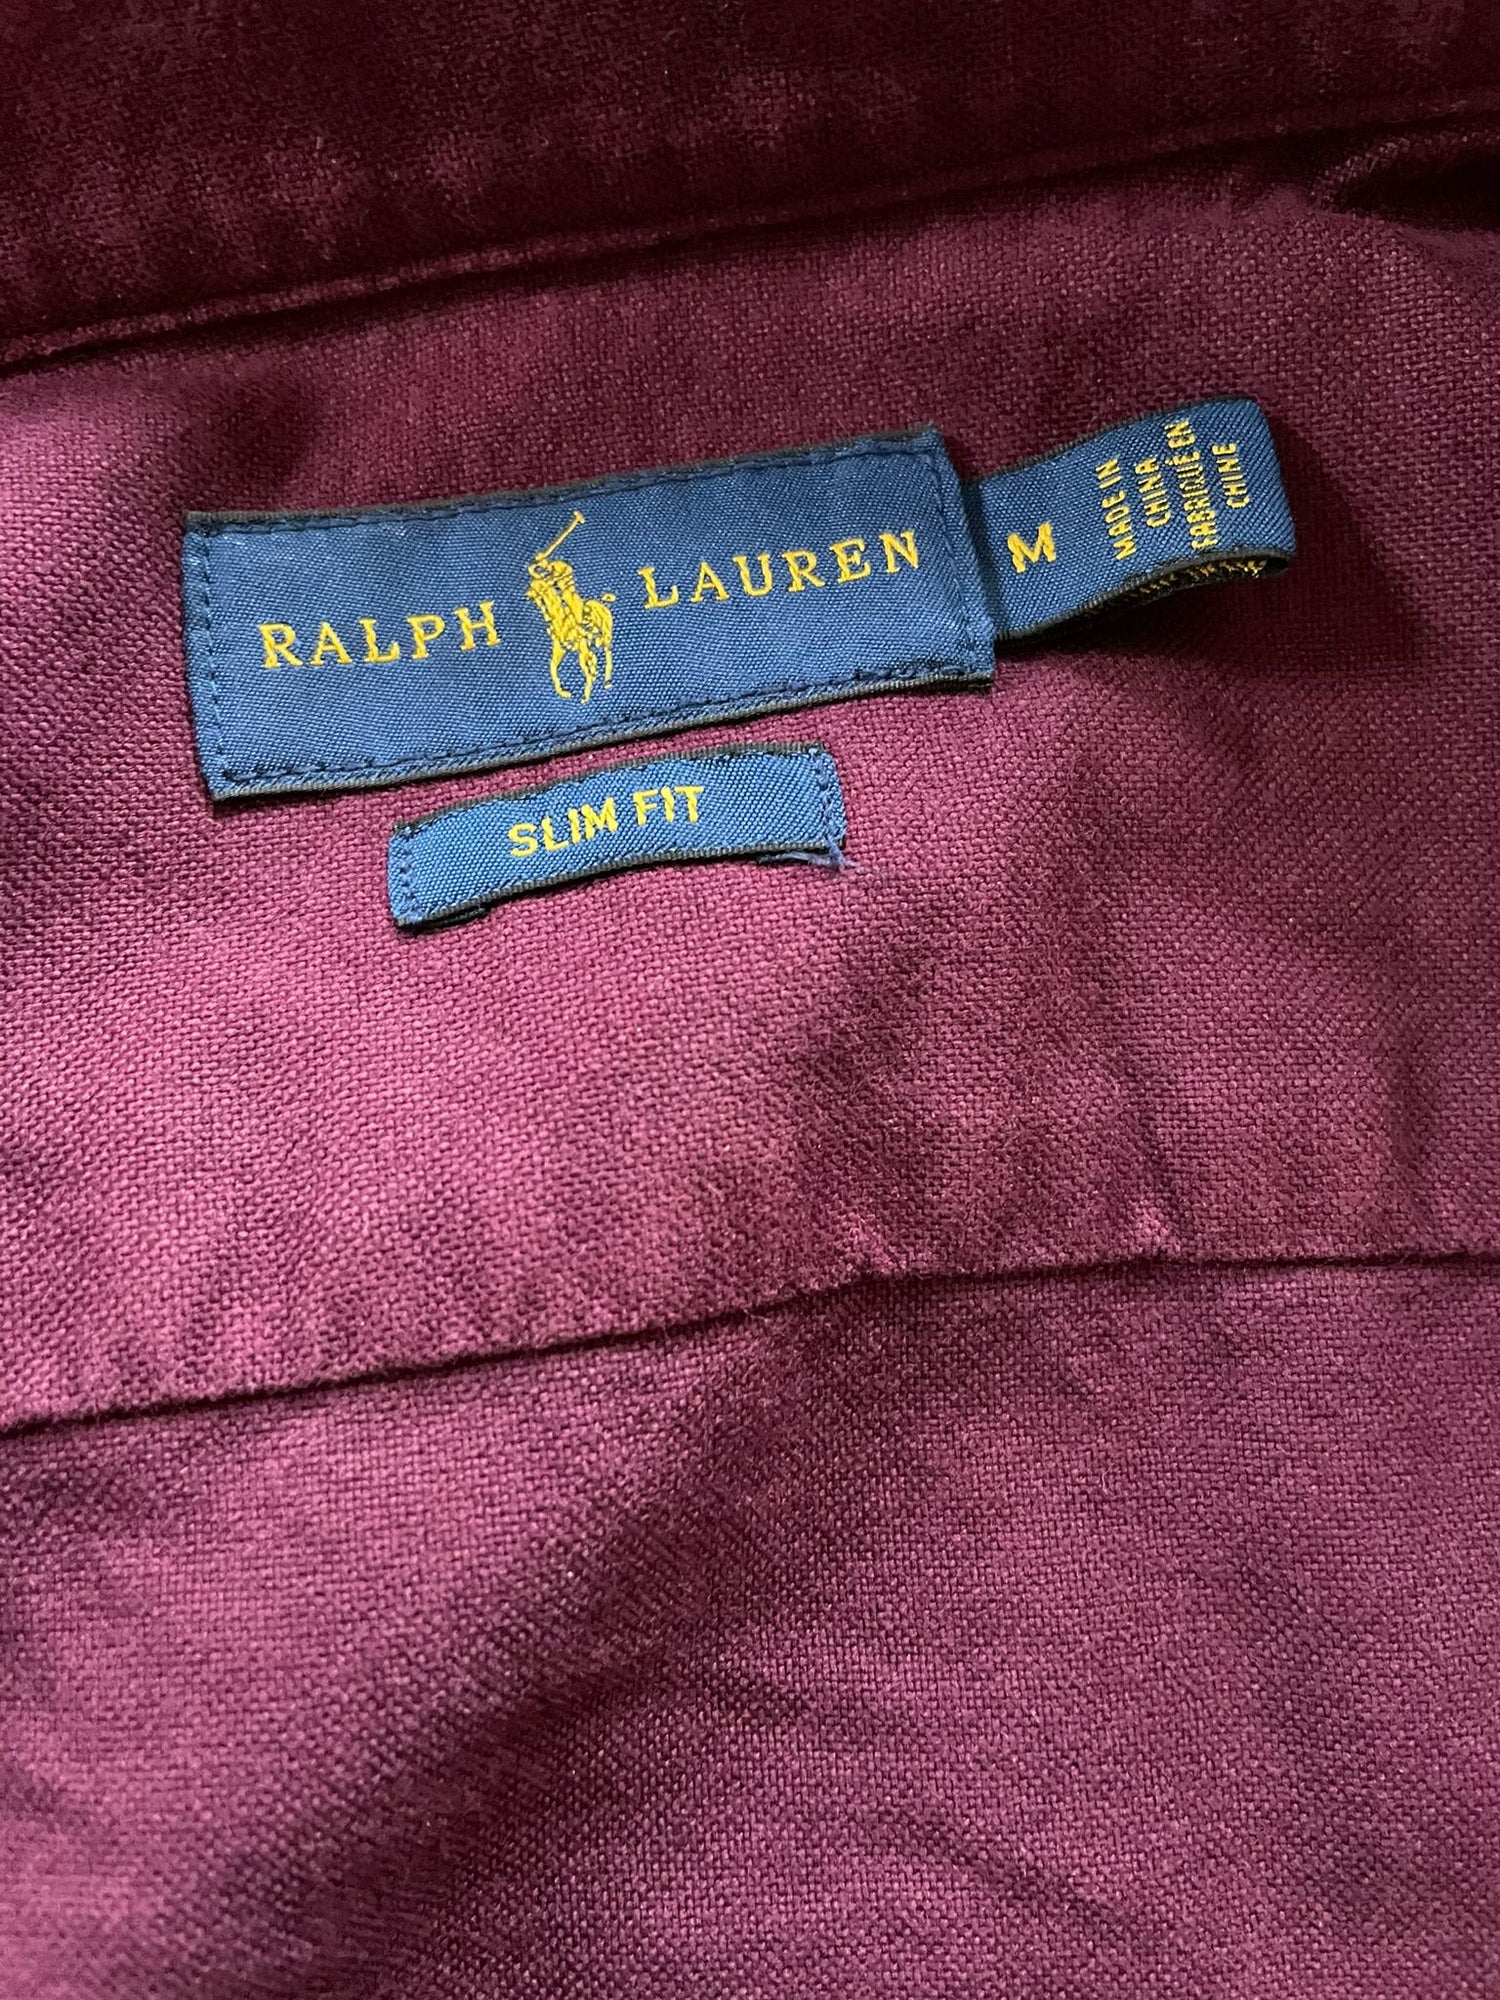 RALPH LAUREN
M
MADE IN
CHINA
FABRIQUÉ EN
CHINE
SLIM FIT